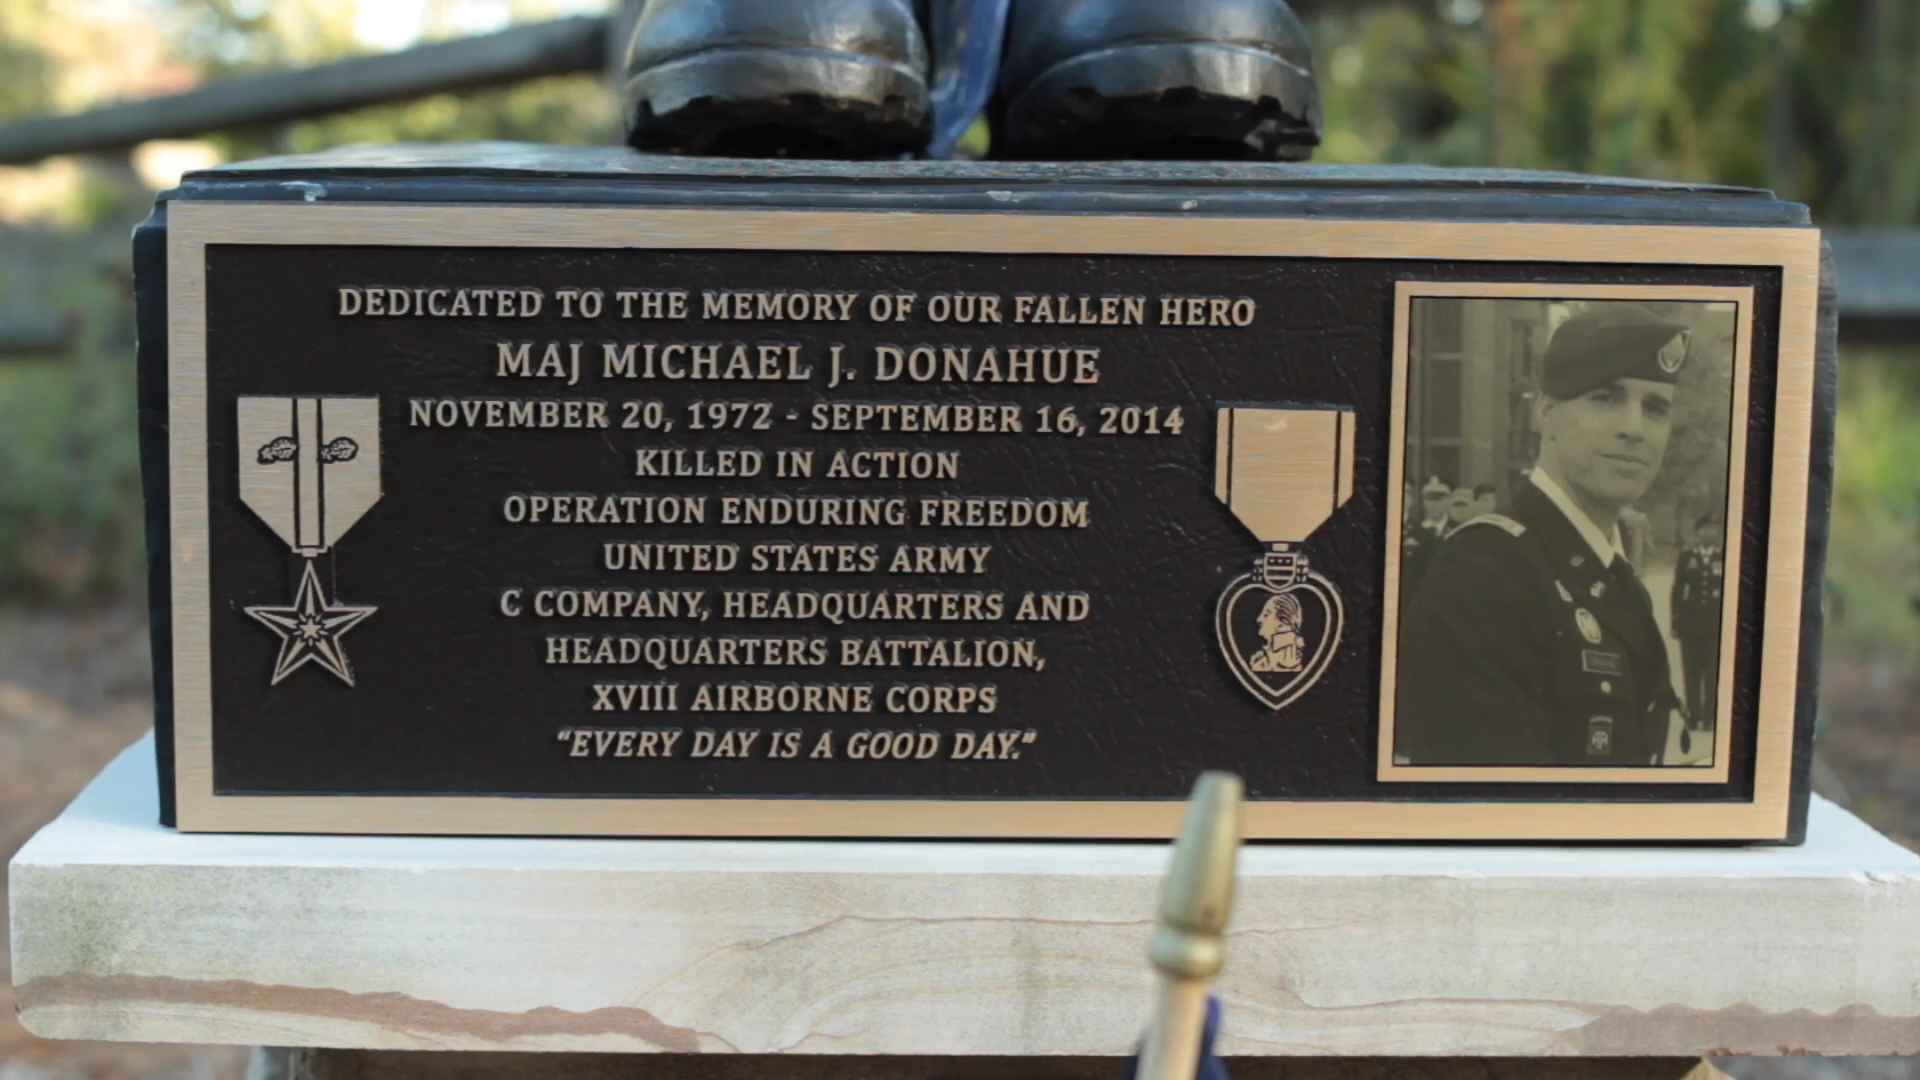 DEDICATED TO THE MEMORY OF OUR FALLEN HERO
MAJ MICHAEL J. DONAHUE
NOVEMBER 20, 1972 - SEPTEMBER 16, 2014
KILLED IN ACTION
OPERATION ENDURING FREEDOM
UNITED STATES ARMY
C COMPANY, HEADQUARTERS AND
HEADQUARTERS BATTALION,
XVIII AIRBORNE CORPS
“EVERY DAY IS A GOOD DAY.”